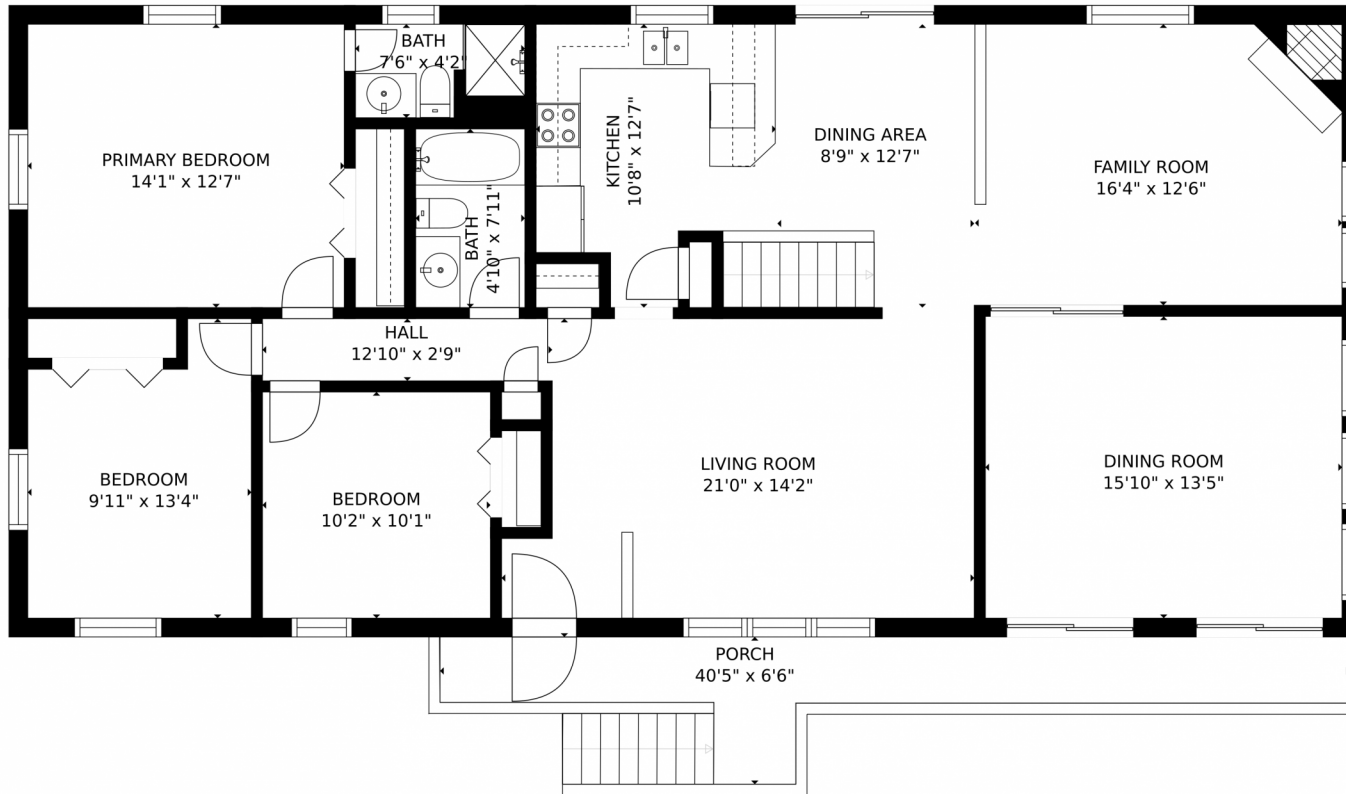 BATH
7'6" x 4'2"
PRIMARY BEDROOM
14'1" x 12'7"
KITCHEN
10'8" x 12'7"
DINING AREA
8'9" x 12'7"
FAMILY ROOM
16'4" x 12'6"
BATH
4'10" x 7'11"
HALL
12'10" x 2'9"
BEDROOM
9'11" x 13'4"
BEDROOM
10'2" x 10'1"
LIVING ROOM
21'0" x 14'2"
DINING ROOM
15'10" x 13'5"
PORCH
40'5" x 6'6"